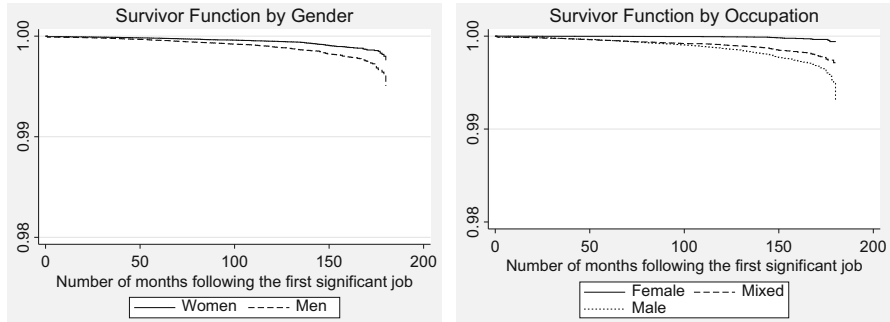 Survivor Function by Gender
1.00
0.99
0.98
0 50 100 150 200
Number of months following the first significant job
Women Men
Survivor Function by Occupation
1.00
0.99
0.98
0 50 100 150 200
Number of months following the first significant job
Female Mixed
Male